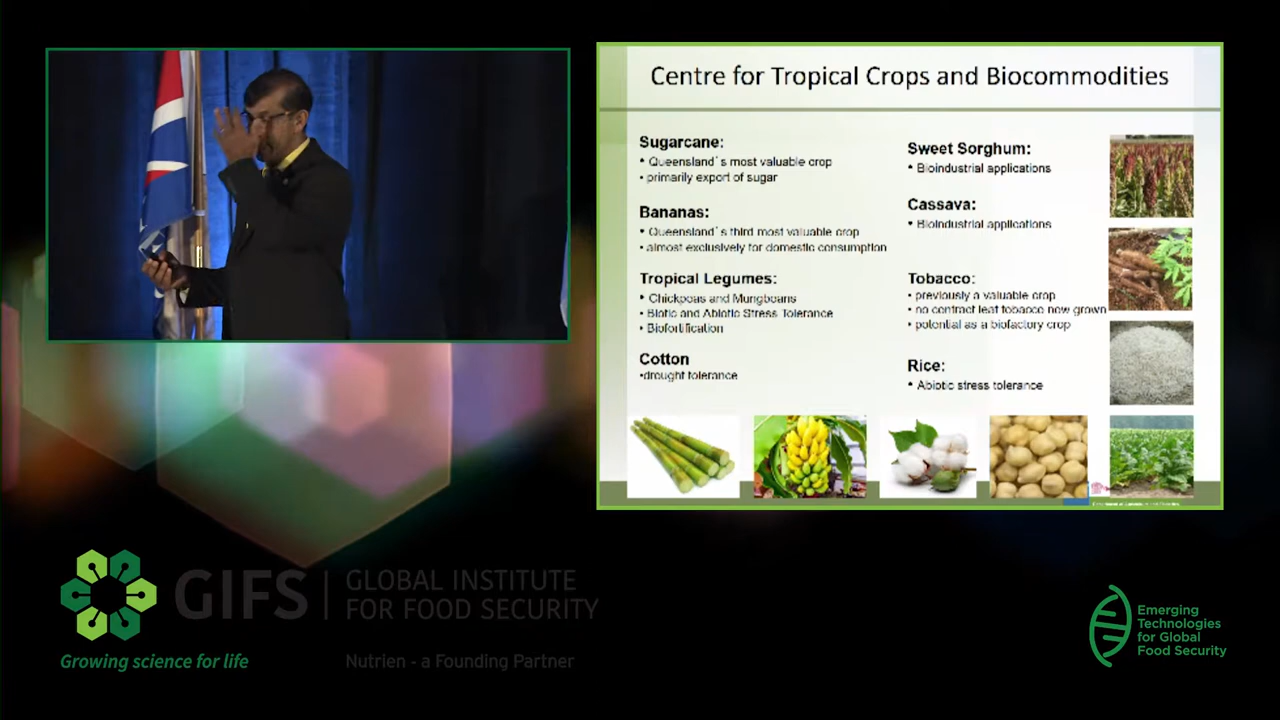 Centre for Tropical Crops and Biocommodities
Sugarcane:
• Queensland's most valuable crop
• primarily export of sugar
Bananas:
• Queensland's third most valuable crop
• almost exclusively for domestic consumption
Tropical Legumes:
• Chickpeas and Mungbeans
• Biotic and Abiotic Stress Tolerance
• Biofortification
Cotton
•drought tolerance
Sweet Sorghum:
• Bioindustrial applications
Cassava:
• Bioindustrial applications
Tobacco:
• previously a valuable crop
• no contract leaf tobacco now grown
• potential as a biofactory crop
Rice:
• Abiotic stress tolerance
GIFS | GLOBAL INSTITUTE
FOR FOOD SECURITY
Growing science for life
Nutrien - a Founding Partner
Emerging
Technologies
for Global
Food Security